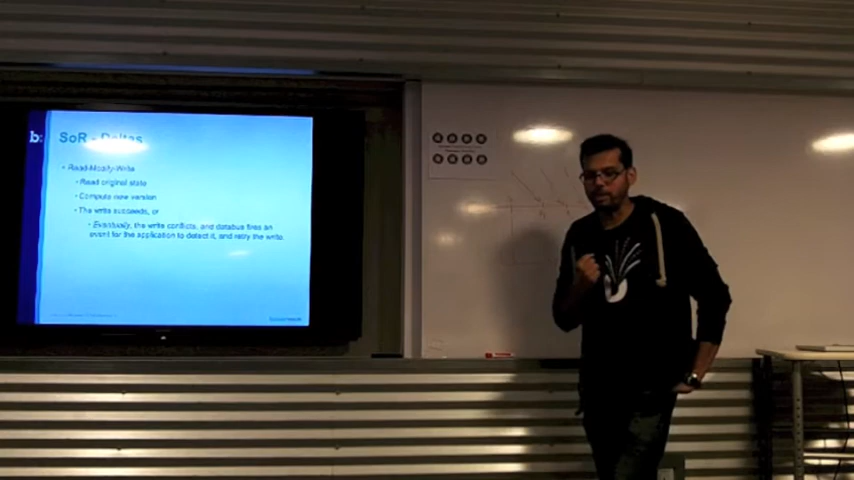 b:
SoR - Deltas
• Read-Modify-Write
• Read original state
• Compute new version
• The write succeeds, or
• Eventually, the write conflicts, and databus fires an
event for the application to detect it, and retry the write.